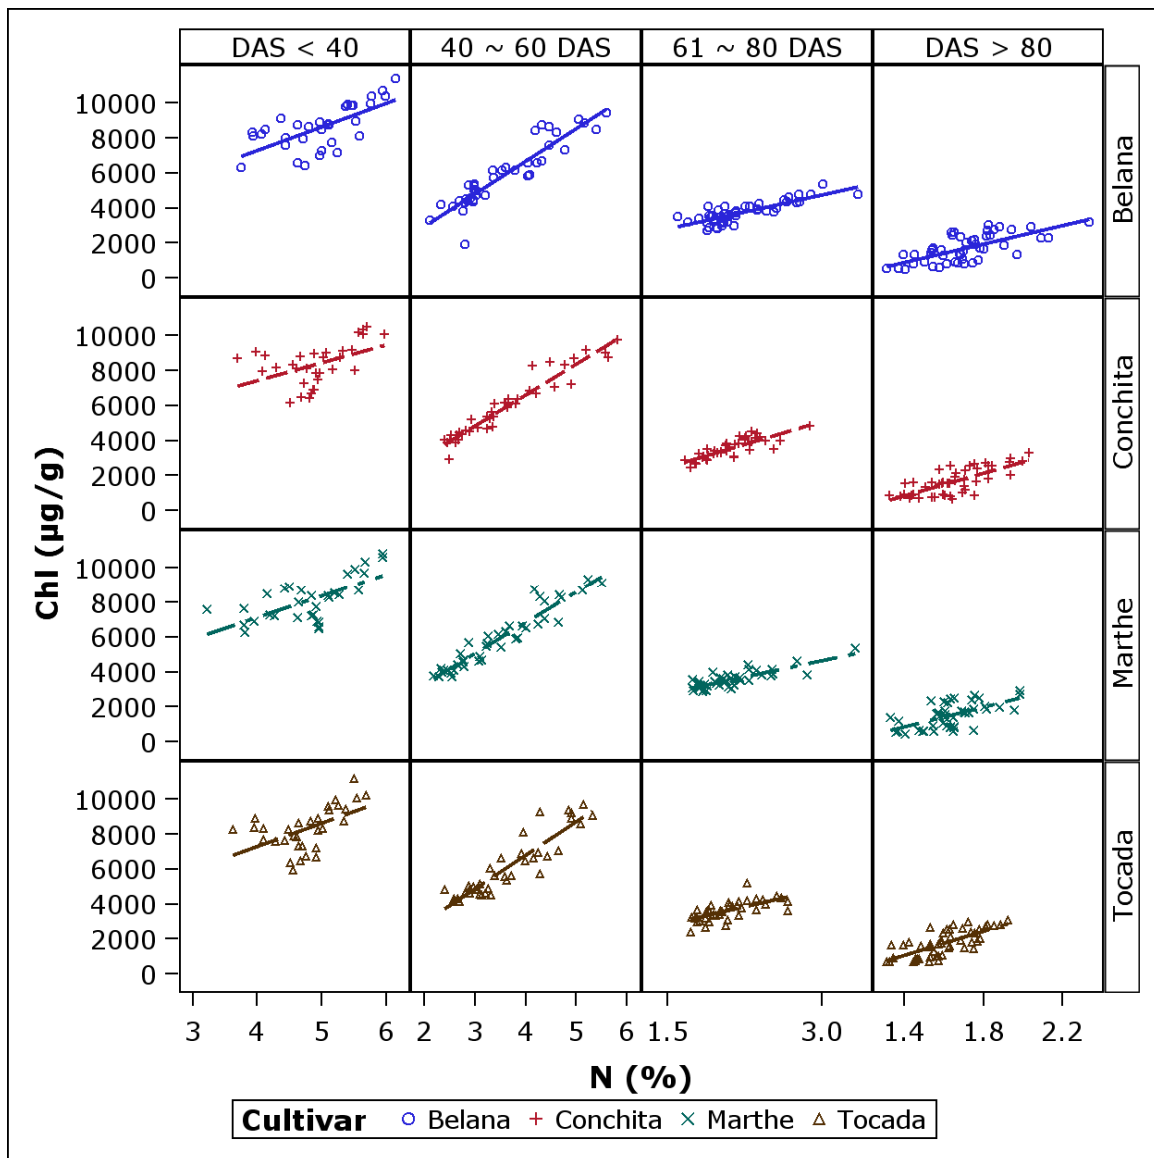 DAS < 40 40 ~ 60 DAS 61 ~ 80 DAS DAS > 80
10000
8000
6000
4000
2000
0
Belana
10000
8000
6000
4000
2000
0
Conchita
10000
8000
6000
4000
2000
0
Marthe
10000
8000
6000
4000
2000
0
Tocada
Chl (µg/g)
3 4 5 6 2 3 4 5 6 1.5 3.0 1.4 1.8 2.2
N (%)
Cultivar Belana Conchita Marthe Tocada